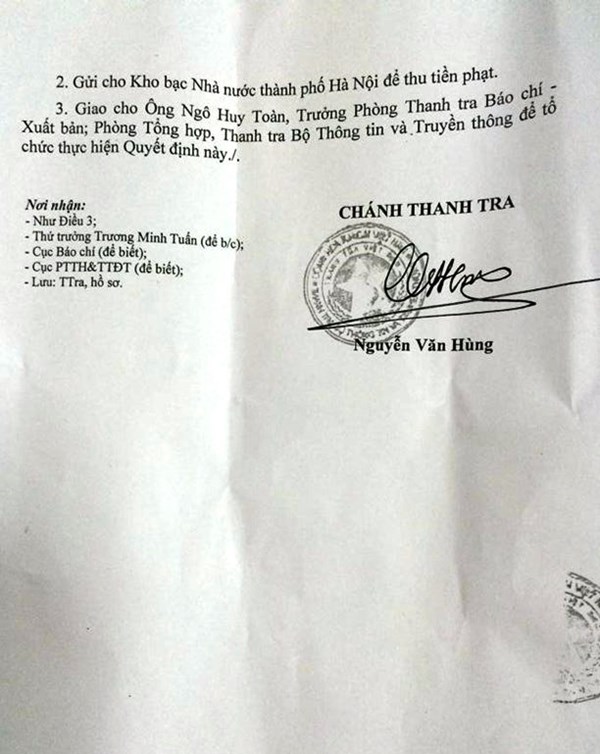 2. Gửi cho Kho bạc Nhà nước thành phố Hà Nội để thu tiền phạt.
3. Giao cho Ông Ngô Huy Toàn, Trưởng Phòng Thanh tra Báo chí -
Xuất bản; Phòng Tổng hợp, Thanh tra Bộ Thông tin và Truyền thông để tổ
chức thực hiện Quyết định này./.
Nơi nhận:
- Như Điều 3;
- Thứ trưởng Trương Minh Tuấn (để b/c);
- Cục Báo chí (để biết);
- Cục PTTH&TTĐT (để biết);
- Lưu: TTra, hồ sơ.
CHÁNH THANH TRA
Nguyễn Văn Hùng